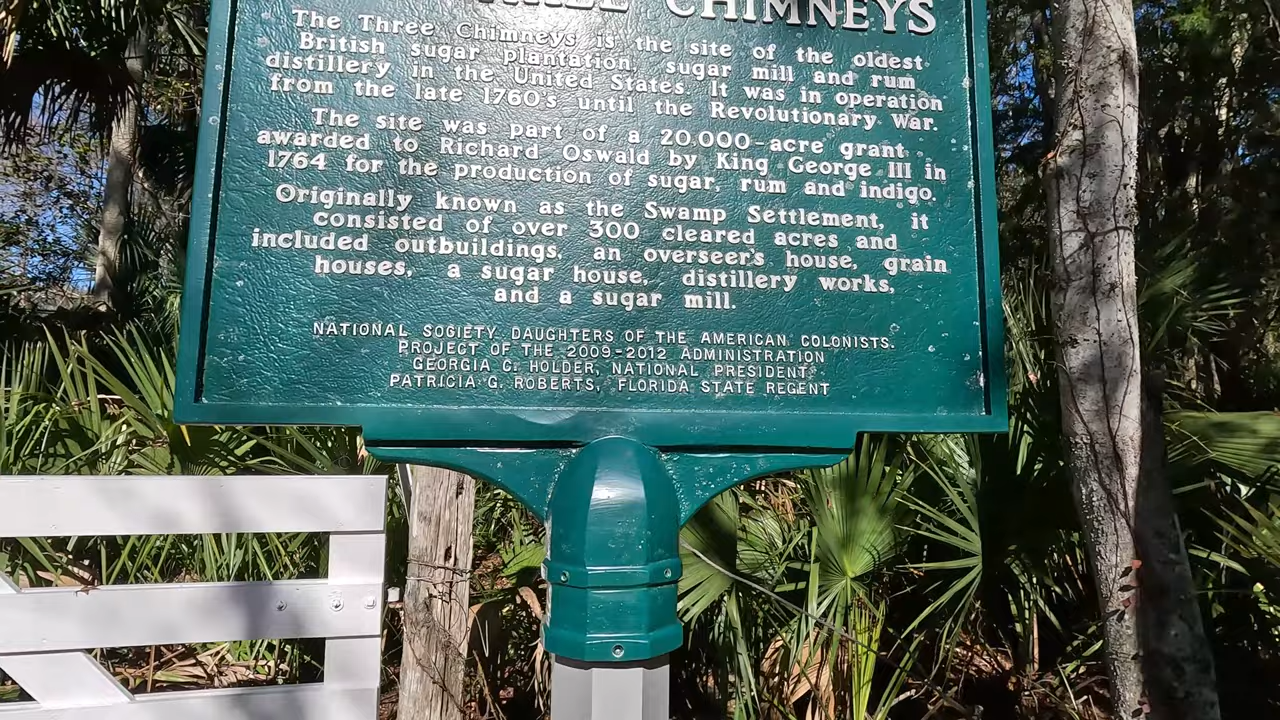 CHIMNEYS
The Three Chimneys is the site of the oldest
British sugar plantation, sugar mill and rum
distillery in the United States. It was in operation
from the late 1760's until the Revolutionary War.
The site was part of a 20,000-acre grant
awarded to Richard Oswald by King George III in
1764 for the production of sugar, rum and indigo.
Originally known as the Swamp Settlement, it
consisted of over 300 cleared acres and
included outbuildings, an overseer's house, grain
houses, a sugar house, distillery works,
and a sugar mill.
NATIONAL SOCIETY DAUGHTERS OF THE AMERICAN COLONISTS.
PROJECT OF THE 2009-2012 ADMINISTRATION
GEORGIA C. HOLDER, NATIONAL PRESIDENT
PATRICIA G. ROBERTS, FLORIDA STATE REGENT